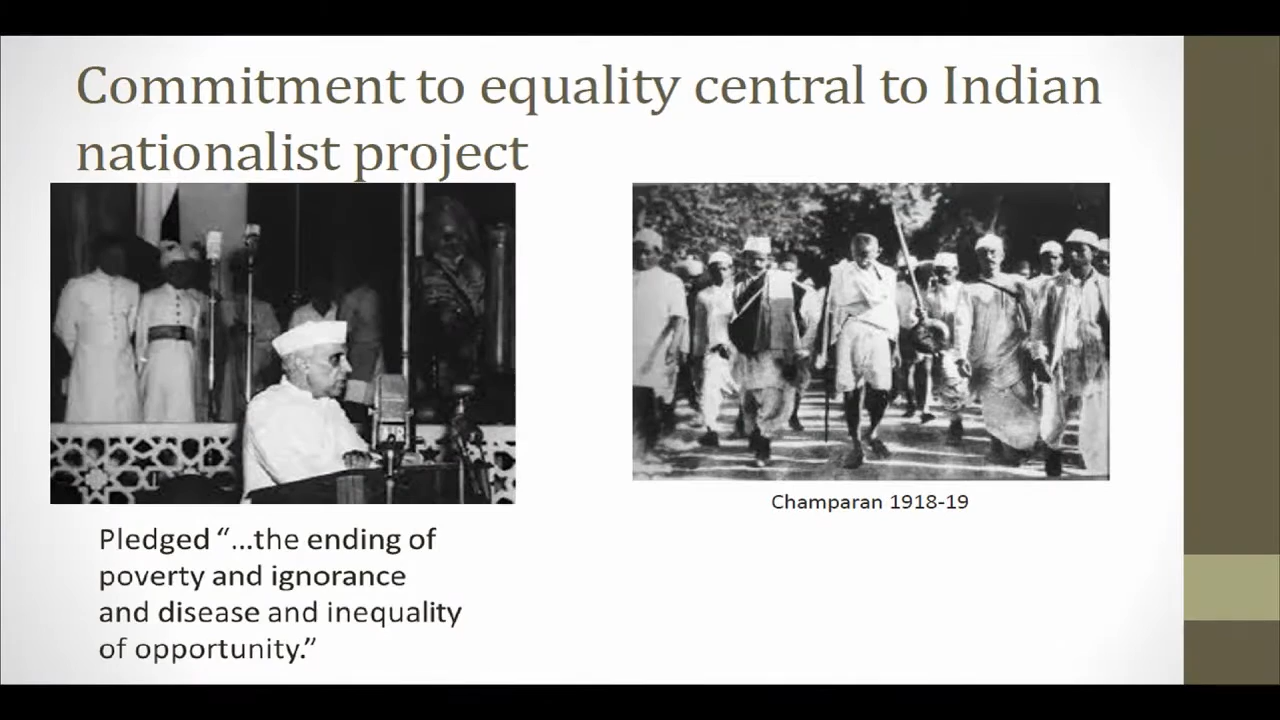 Commitment to equality central to Indian
nationalist project
Pledged “...the ending of
poverty and ignorance
and disease and inequality
of opportunity.”
Champaran 1918-19